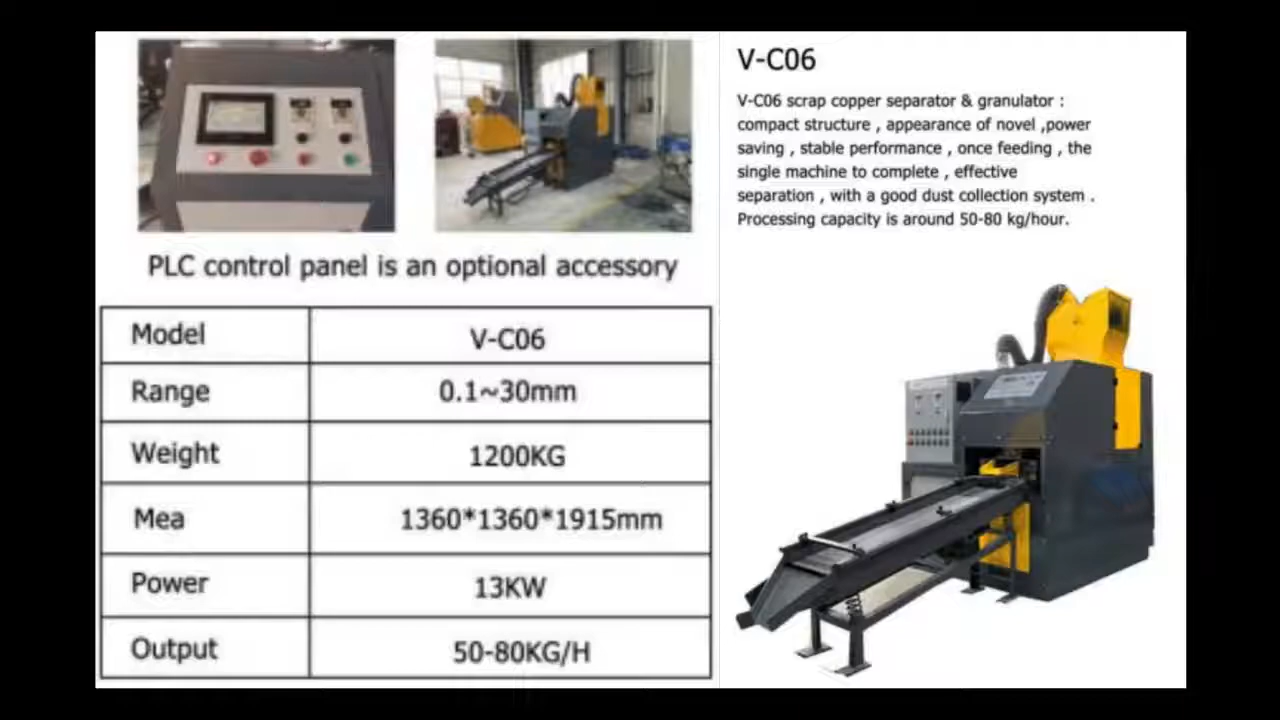 V-C06
V-C06 scrap copper separator & granulator :
compact structure , appearance of novel ,power
saving , stable performance , once feeding , the
single machine to complete , effective
separation , with a good dust collection system .
Processing capacity is around 50-80 kg/hour.
PLC control panel is an optional accessory
Model V-C06
Range 0.1~30mm
Weight 1200KG
Mea 1360*1360*1915mm
Power 13KW
Output 50-80KG/H